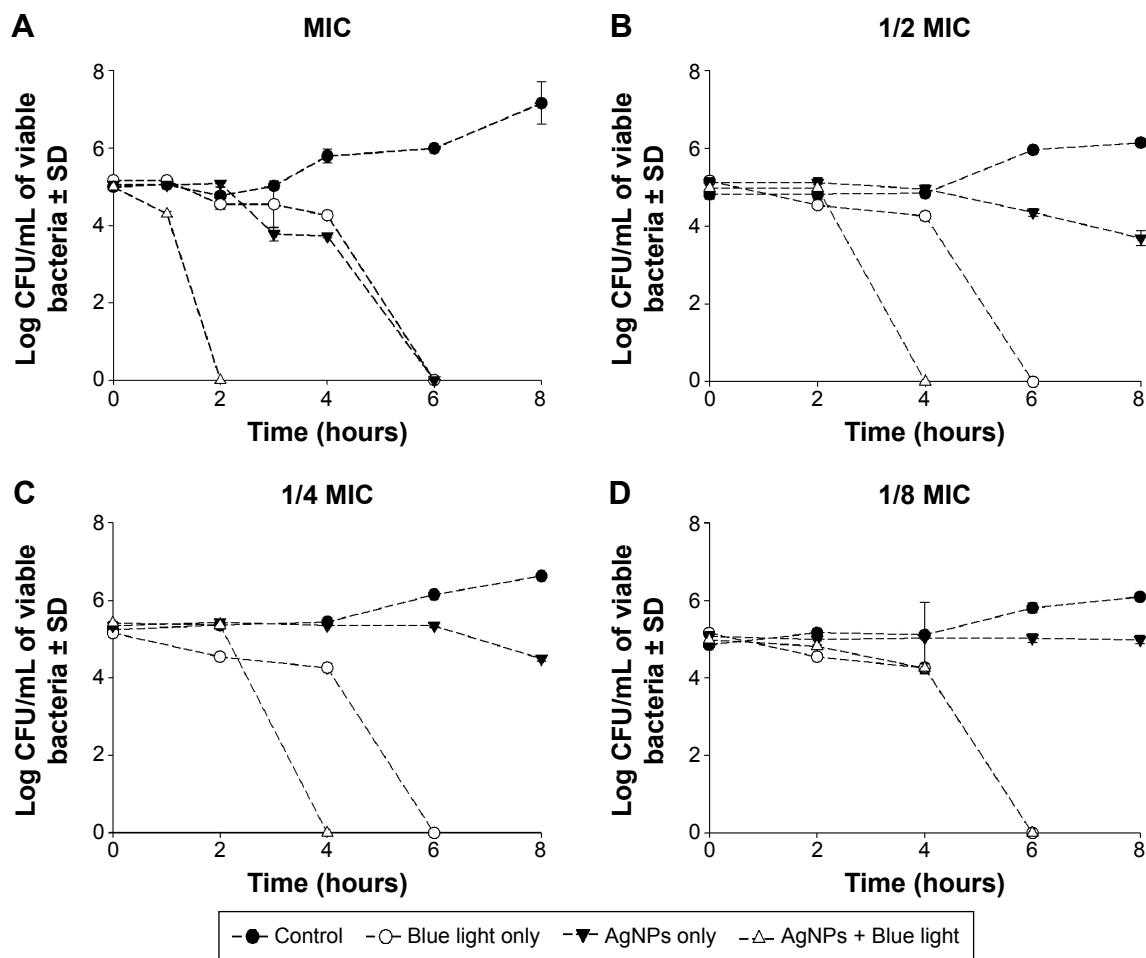 A
MIC
Log CFU/mL of viable
bacteria ± SD
8
6
4
2
0
0 2 4 6 8
Time (hours)
B
1/2 MIC
Log CFU/mL of viable
bacteria ± SD
8
6
4
2
0
0 2 4 6 8
Time (hours)
C
1/4 MIC
Log CFU/mL of viable
bacteria ± SD
8
6
4
2
0
0 2 4 6 8
Time (hours)
D
1/8 MIC
Log CFU/mL of viable
bacteria ± SD
8
6
4
2
0
0 2 4 6 8
Time (hours)
Control Blue light only AgNPs only AgNPs + Blue light